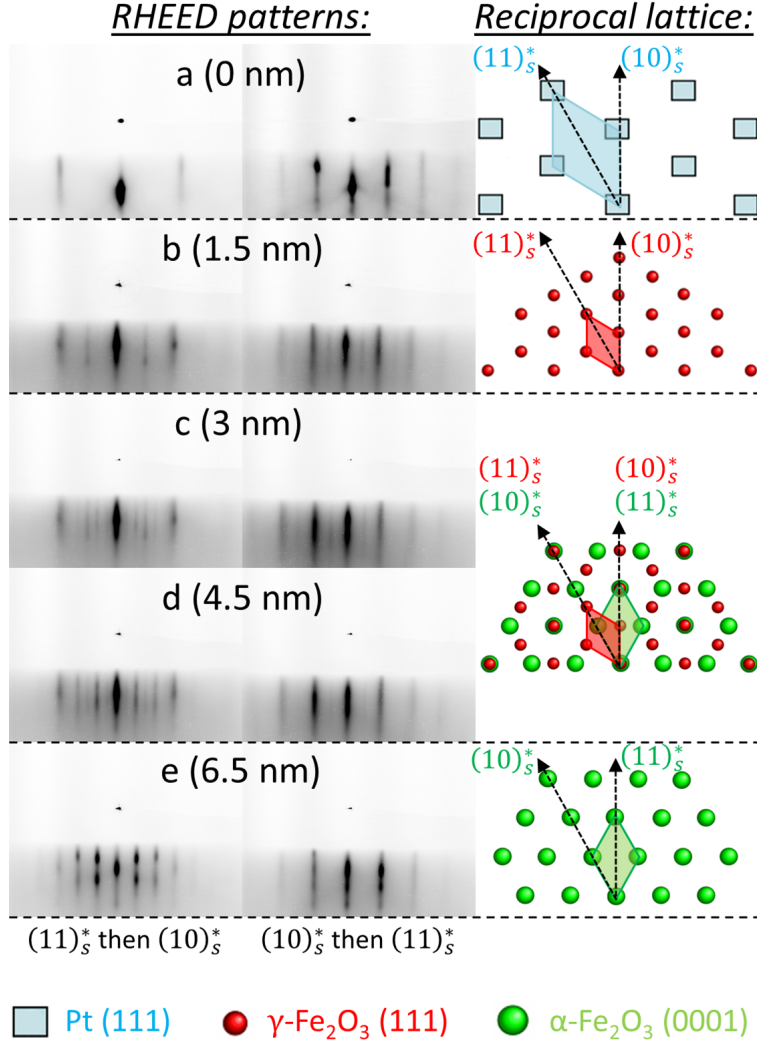 RHEED patterns: Reciprocal lattice:
a (0 nm)
(11)*s (10)*s
b (1.5 nm)
(11)*s (10)*s
c (3 nm)
(11)*s (10)*s
(10)*s (11)*s
d (4.5 nm)
e (6.5 nm)
(10)*s (11)*s
(11)*s then (10)*s (10)*s then (11)*s
Pt (111) γ-Fe₂O₃ (111) α-Fe₂O₃ (0001)